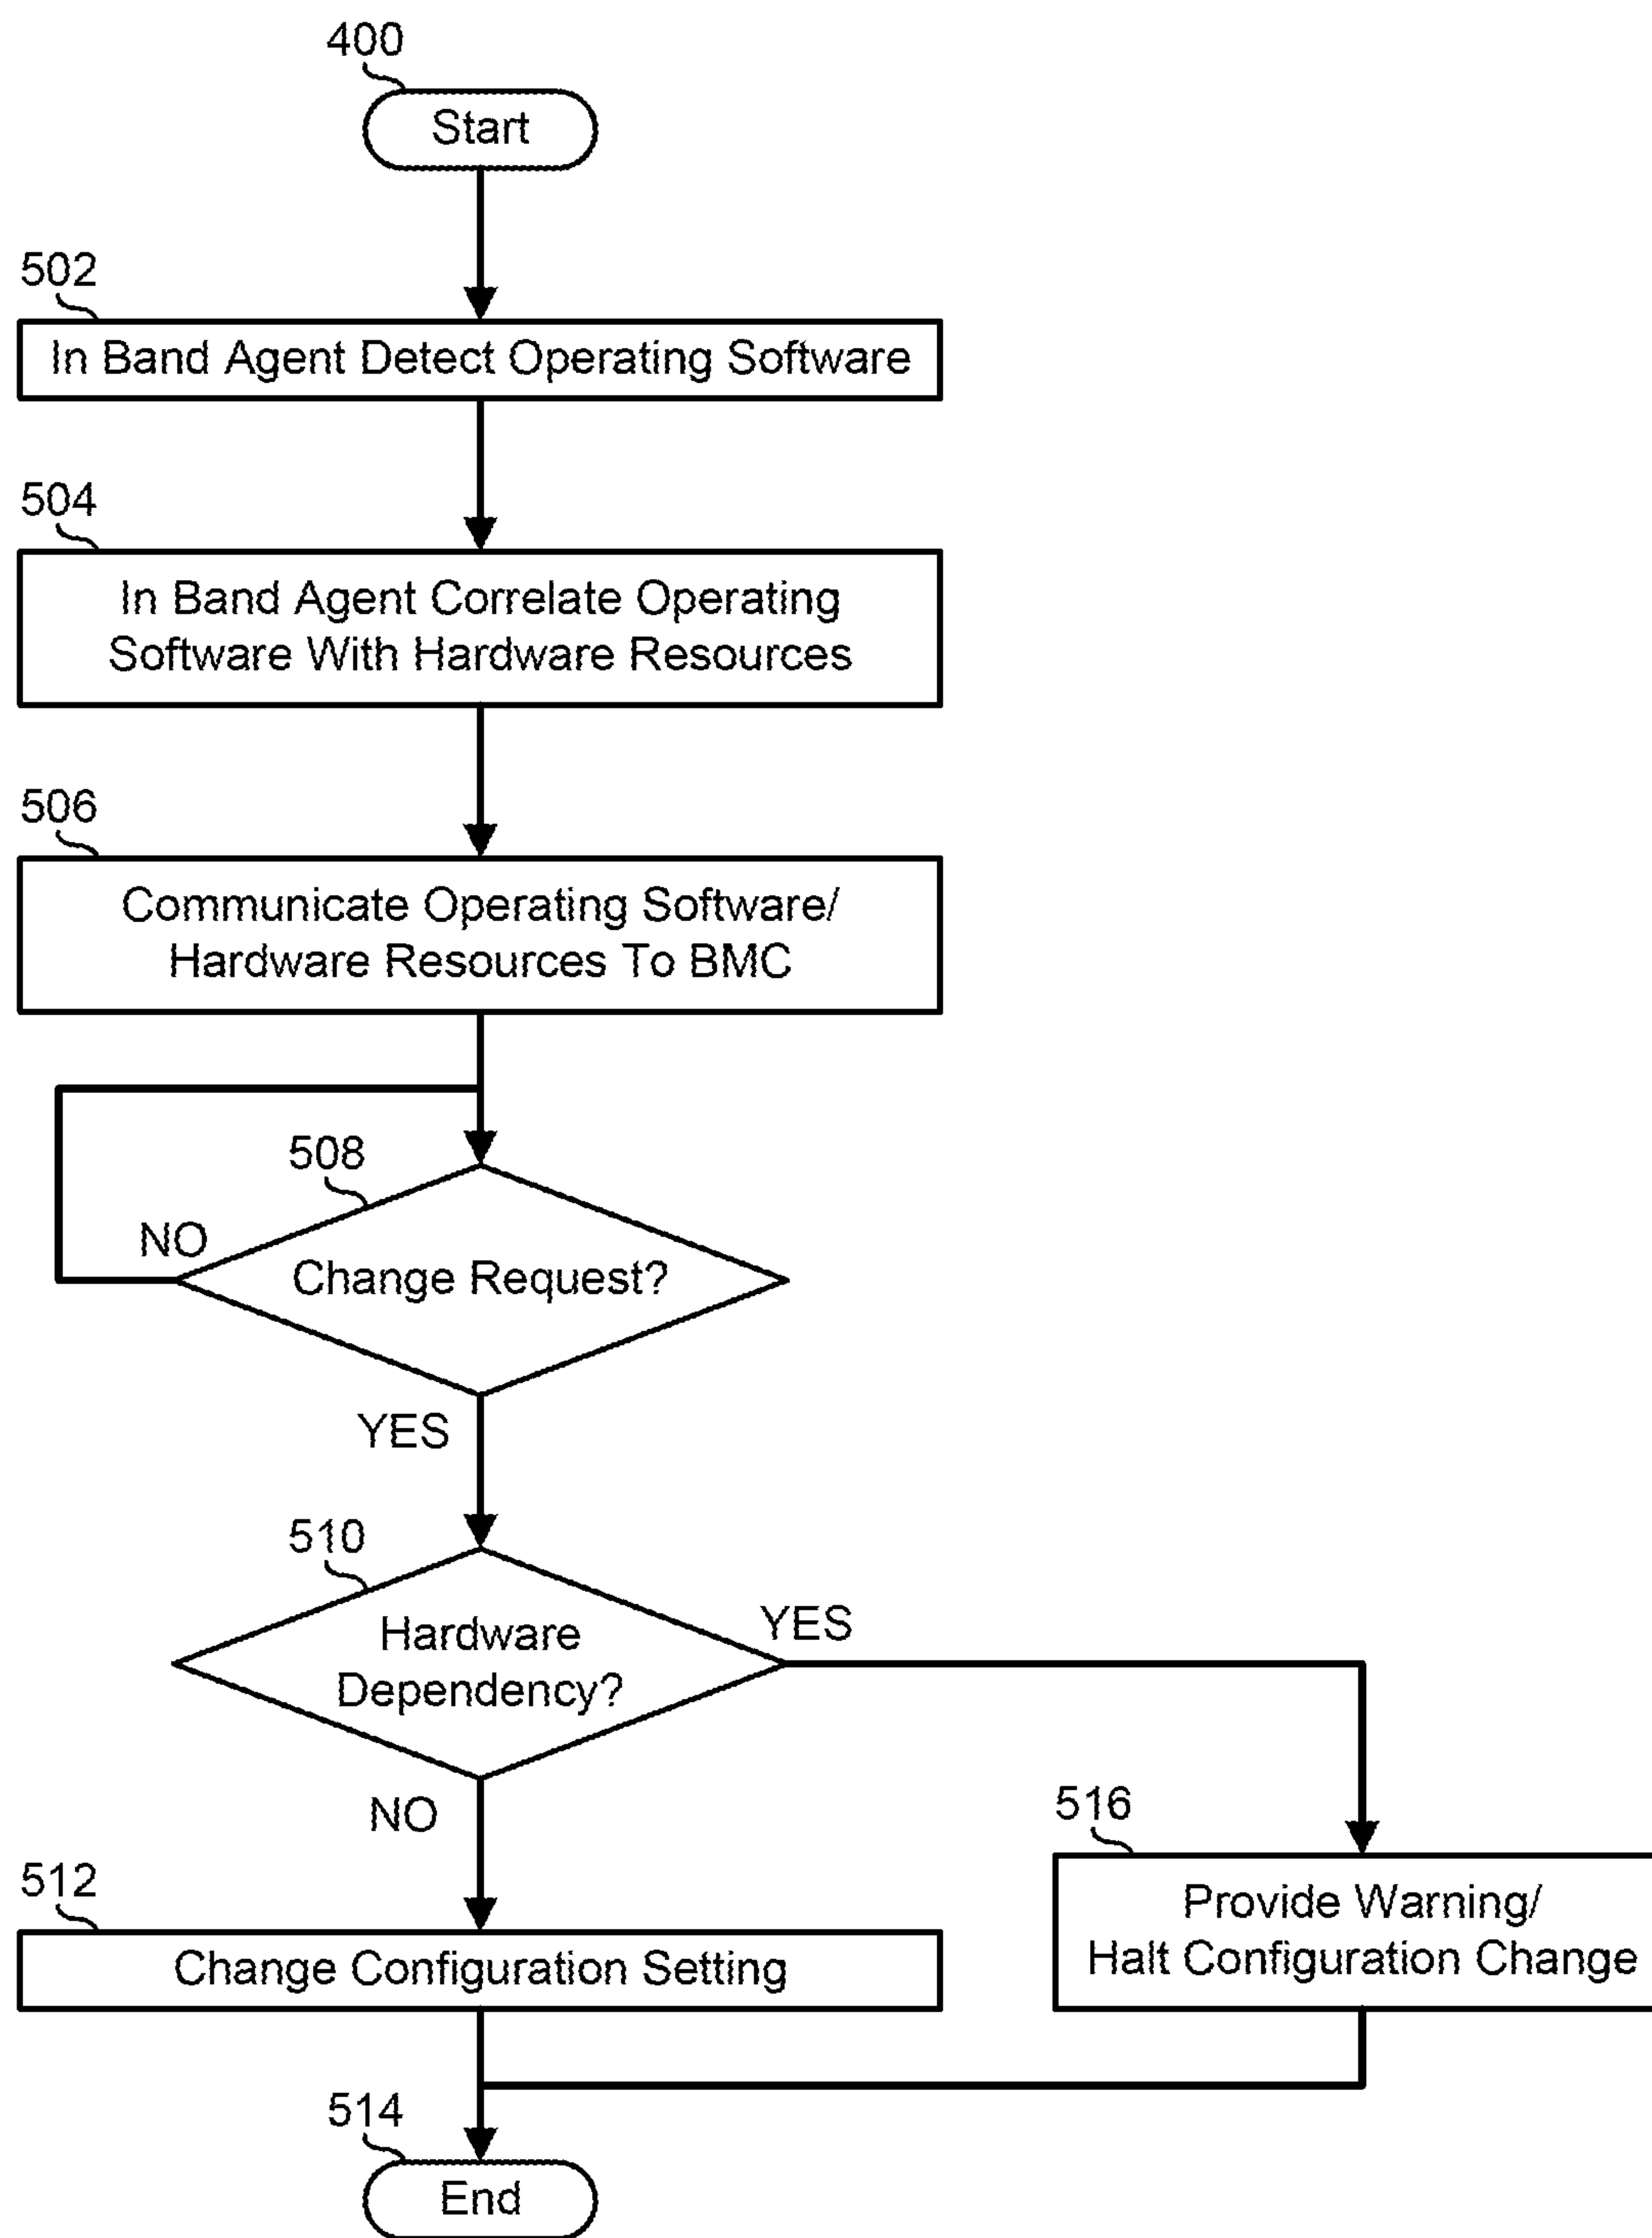 400
Start
502
In Band Agent Detect Operating Software
504
In Band Agent Correlate Operating
Software With Hardware Resources
506
Communicate Operating Software/
Hardware Resources To BMC
508
NO
Change Request?
YES
510
Hardware
Dependency?
YES
NO
516
Provide Warning/
Halt Configuration Change
512
Change Configuration Setting
514
End